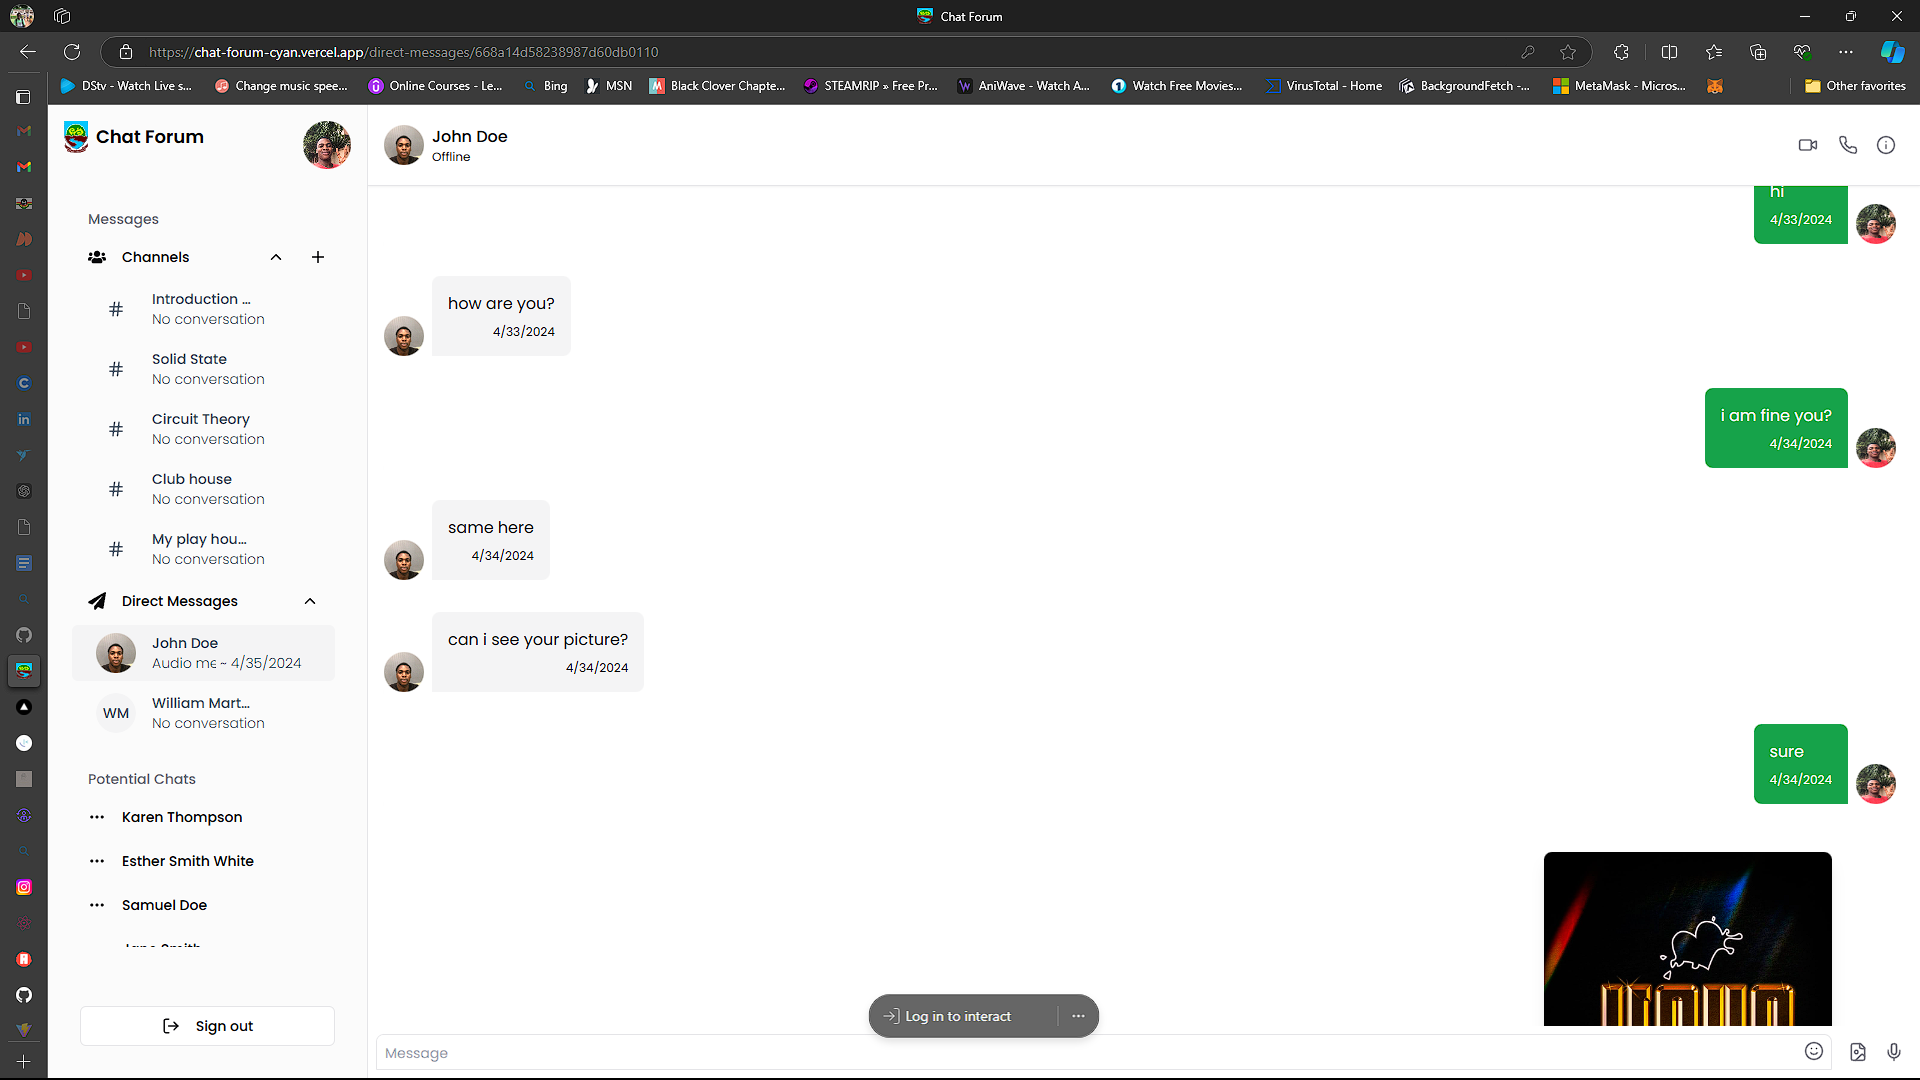 Chat Forum
https://chat-forum-cyan.vercel.app/direct-messages/668a14d58238987d60db0110
DStv - Watch Live s...
Change music spee...
Online Courses - Le...
Bing
MSN
Black Clover Chapte...
STEAMRIP » Free Pr...
AniWave - Watch A...
Watch Free Movies...
VirusTotal - Home
BackgroundFetch -...
MetaMask - Micros...
Other favorites
Chat Forum
Messages
Channels
# Introduction ...
No conversation
# Solid State
No conversation
# Circuit Theory
No conversation
# Club house
No conversation
# My play hou...
No conversation
Direct Messages
John Doe
Audio me ~ 4/35/2024
WM William Mart...
No conversation
Potential Chats
Karen Thompson
Esther Smith White
Samuel Doe
Sign out
John Doe
Offline
hi
4/33/2024
how are you?
4/33/2024
i am fine you?
4/34/2024
same here
4/34/2024
can i see your picture?
4/34/2024
sure
4/34/2024
Log in to interact
Message